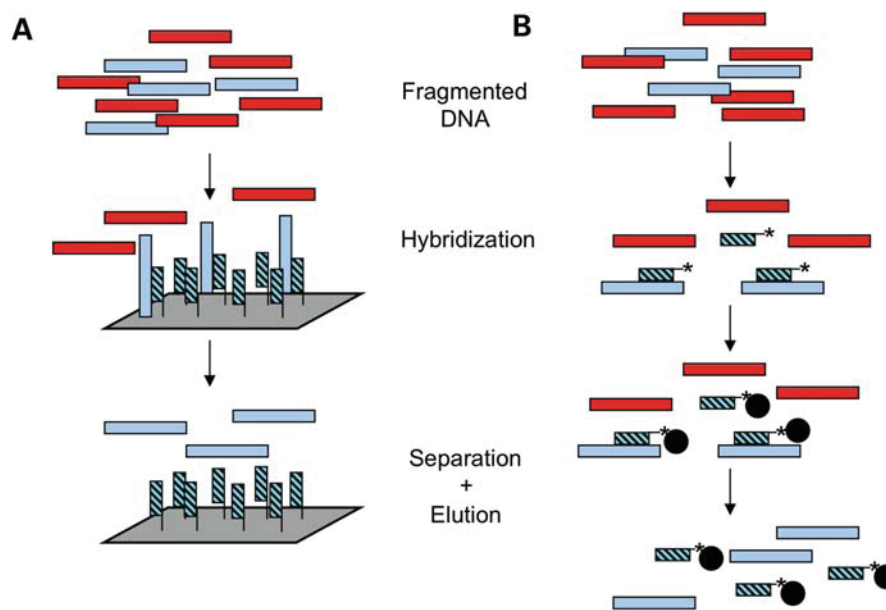 A
B
Fragmented
DNA
Hybridization
*
*
*
*
*
*
Separation
+
Elution
*
*
*